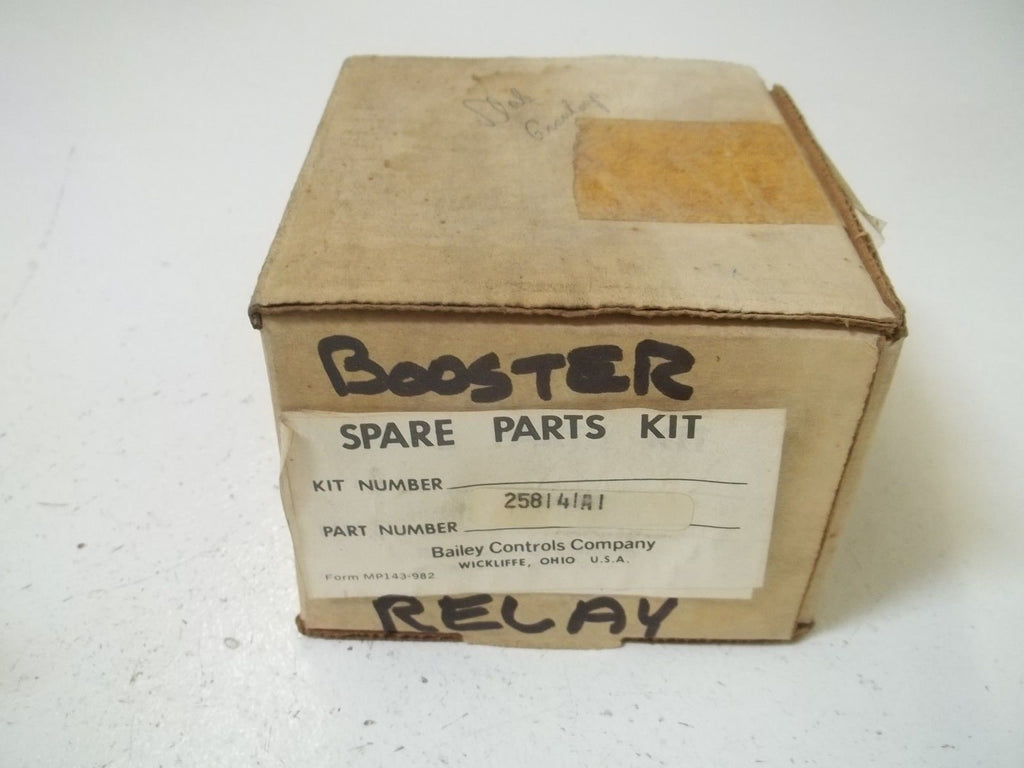 BOOSTER
SPARE PARTS KIT
KIT NUMBER
258141A1
PART NUMBER
Bailey Controls Company
WICKLIFFE, OHIO U.S.A.
Form MP143-982
RELAY